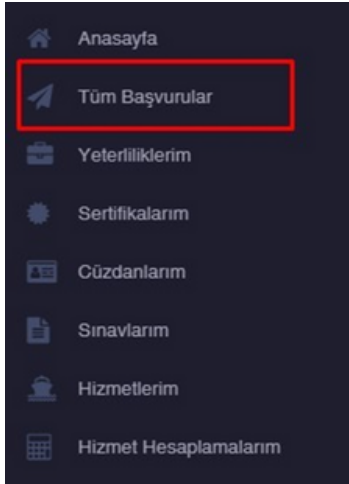 Anasayfa
Tüm Başvurular
Yeterliliklerim
Sertifikalarım
Cüzdanlarım
Sınavlarım
Hizmetlerim
Hizmet Hesaplamalarım